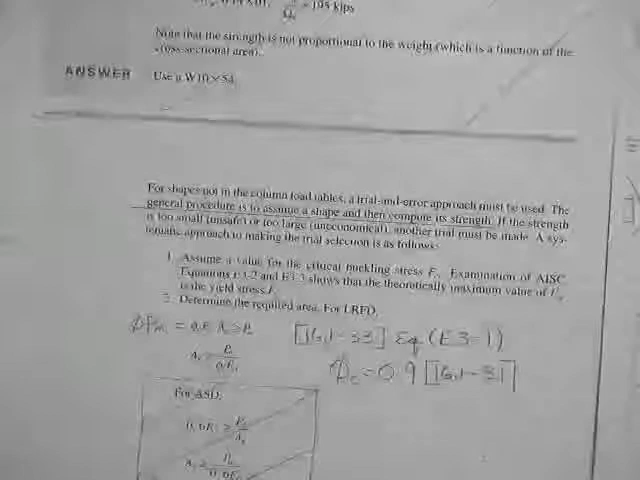 = 195 kips
Note that the strength is not proportional to the weight (which is a function of the
cross-sectional area).
ANSWER Use a W10 × 54.
For shapes not in the column load tables, a trial-and-error approach must be used. The
general procedure is to assume a shape and then compute its strength. If the strength
is too small (unsafe) or too large (uneconomical), another trial must be made. A sys-
tematic approach to making the trial selection is as follows:
1. Assume a value for the critical buckling stress F. Examination of AISC
Equations E3-2 and E3-3 shows that the theoretically maximum value of F
is the yield stress F
2. Determine the required area. For LRFD,
[16.1-33] Eq (E3-1)
= 0.9 [16.1-31]
For ASD,